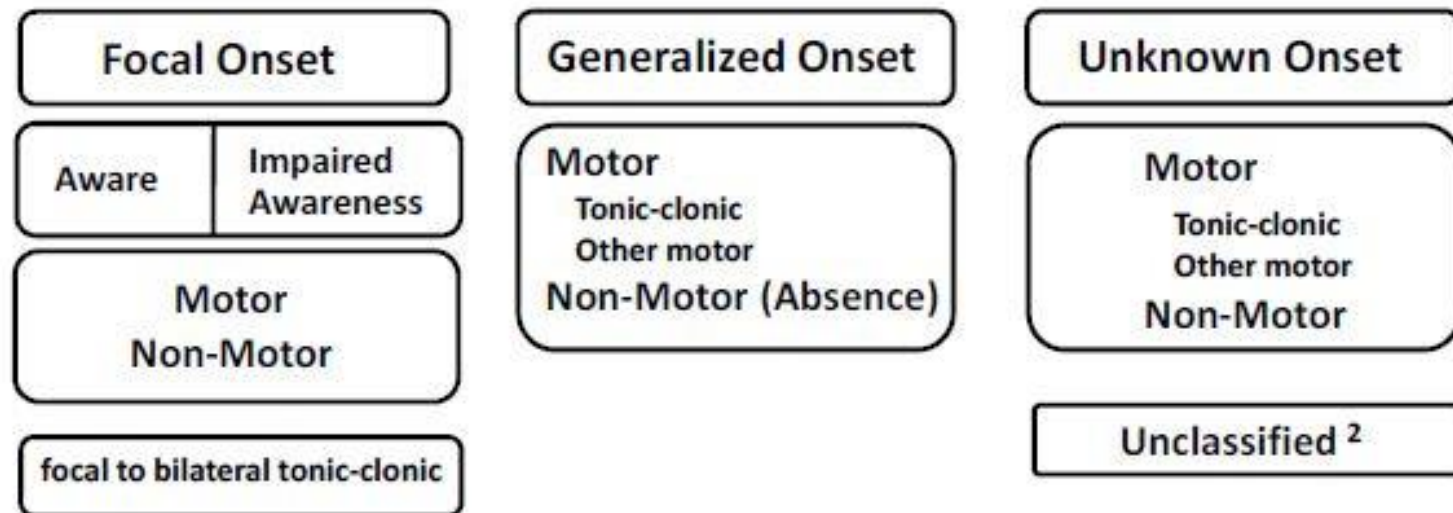 Focal Onset
Aware
Impaired
Awareness
Motor
Non-Motor
focal to bilateral tonic-clonic
Generalized Onset
Motor
Tonic-clonic
Other motor
Non-Motor (Absence)
Unknown Onset
Motor
Tonic-clonic
Other motor
Non-Motor
Unclassified ²